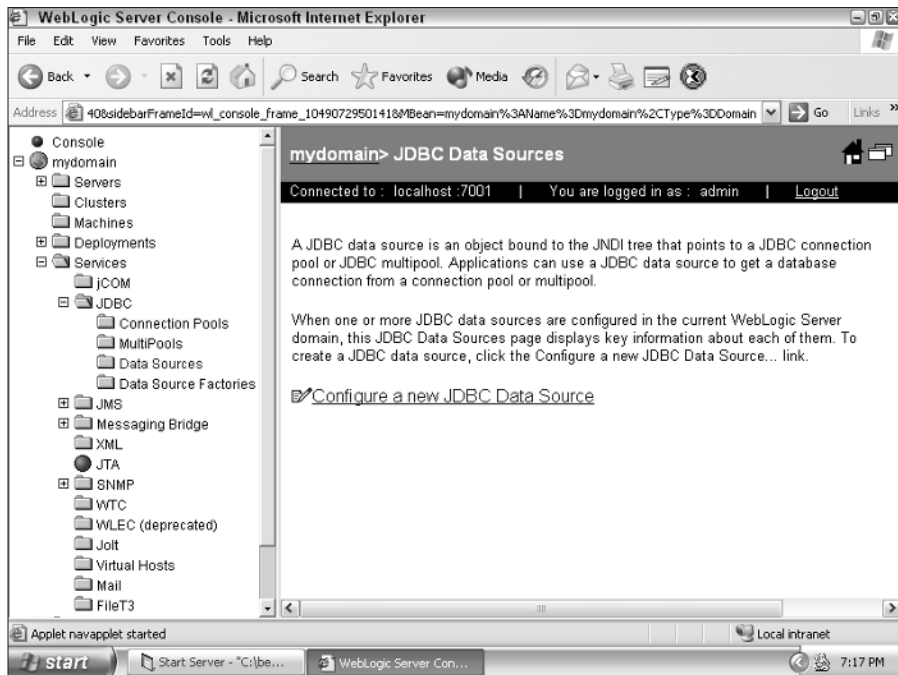 WebLogic Server Console - Microsoft Internet Explorer
File Edit View Favorites Tools Help
Back Search Favorites Media
Address 40&sidebarFrameId=wl_console_frame_1049072950141&MBean=mydomain%3AName%3Dmydomain%2CType%3DDomain Go Links »
Console
mydomain
Servers
Clusters
Machines
Deployments
Services
jCOM
JDBC
Connection Pools
MultiPools
Data Sources
Data Source Factories
JMS
Messaging Bridge
XML
JTA
SNMP
WTC
WLEC (deprecated)
Jolt
Virtual Hosts
Mail
FileT3
mydomain> JDBC Data Sources
Connected to : localhost :7001 | You are logged in as : admin | Logout
A JDBC data source is an object bound to the JNDI tree that points to a JDBC connection
pool or JDBC multipool. Applications can use a JDBC data source to get a database
connection from a connection pool or multipool.
When one or more JDBC data sources are configured in the current WebLogic Server
domain, this JDBC Data Sources page displays key information about each of them. To
create a JDBC data source, click the Configure a new JDBC Data Source... link.
Configure a new JDBC Data Source
Applet navapplet started
Local intranet
start
Start Server - "C:\be...
WebLogic Server Con...
7:17 PM